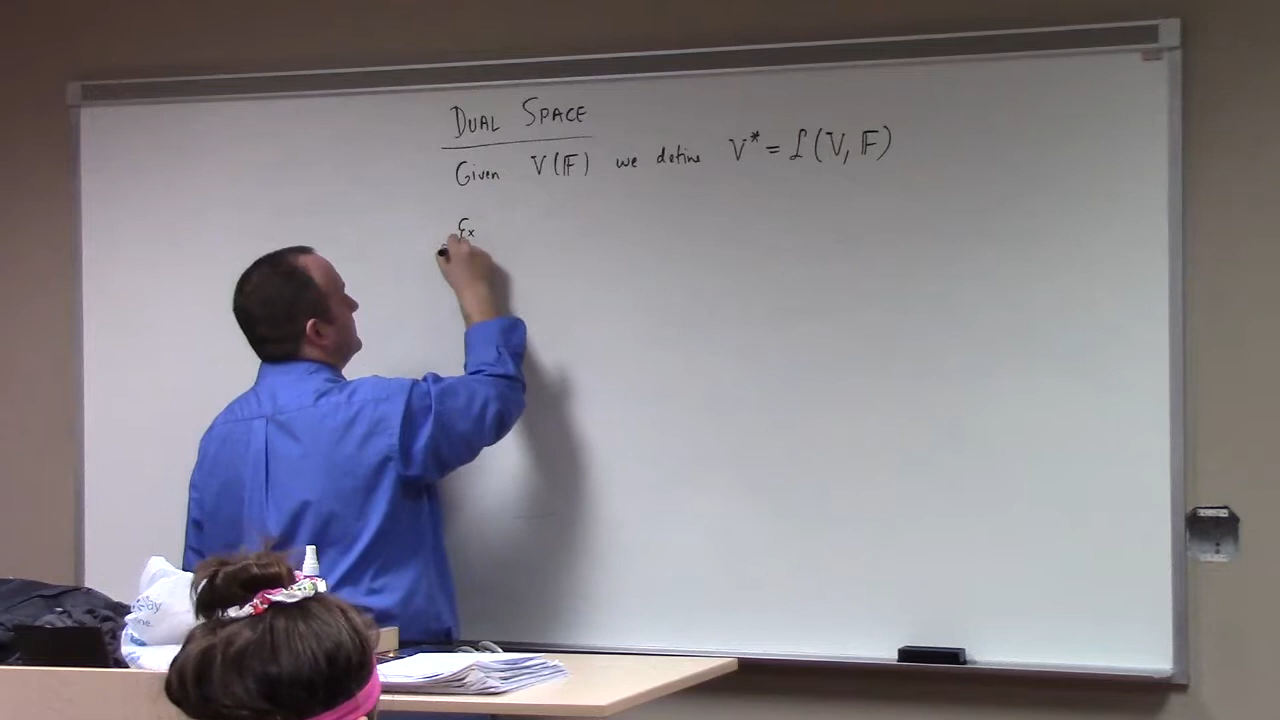 DUAL SPACE
Given V(𝔽) we define V* = ℒ(V, 𝔽)
Ex